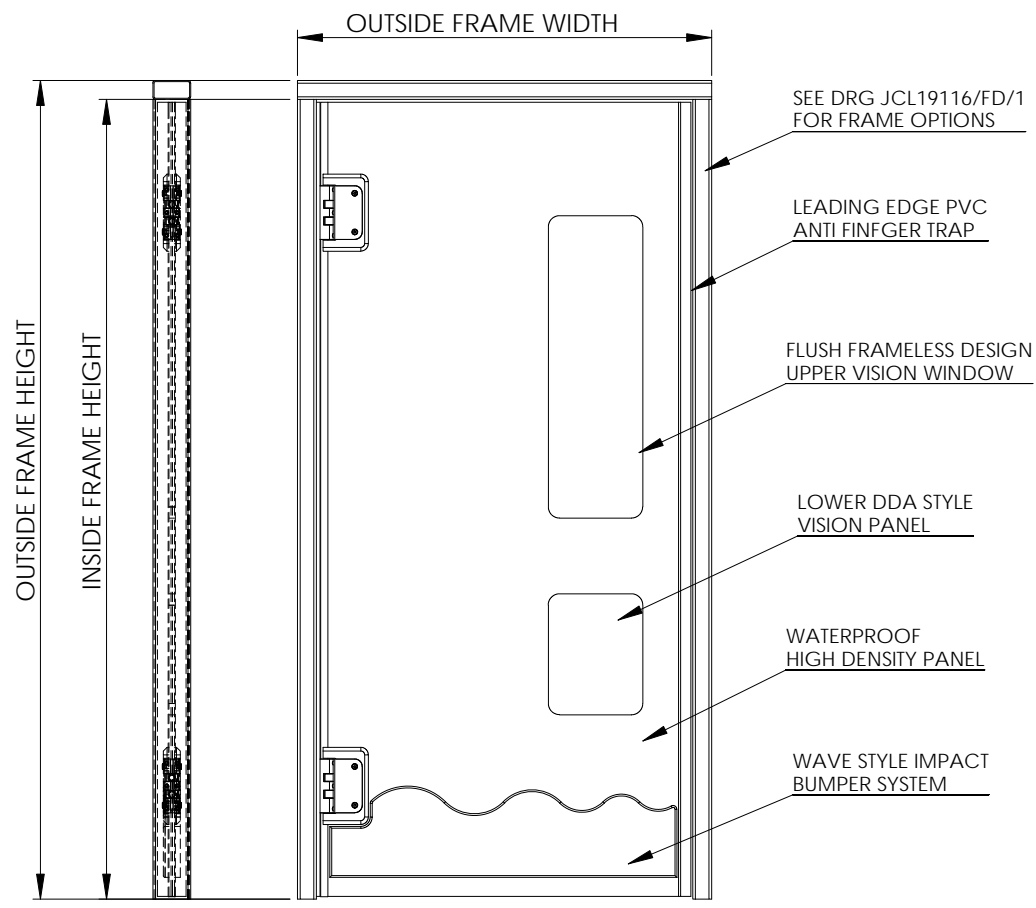 OUTSIDE FRAME WIDTH
SEE DRG JCL19116/FD/1
FOR FRAME OPTIONS
LEADING EDGE PVC
ANTI FINFGER TRAP
FLUSH FRAMELESS DESIGN
UPPER VISION WINDOW
LOWER DDA STYLE
VISION PANEL
WATERPROOF
HIGH DENSITY PANEL
WAVE STYLE IMPACT
BUMPER SYSTEM
OUTSIDE FRAME HEIGHT
INSIDE FRAME HEIGHT